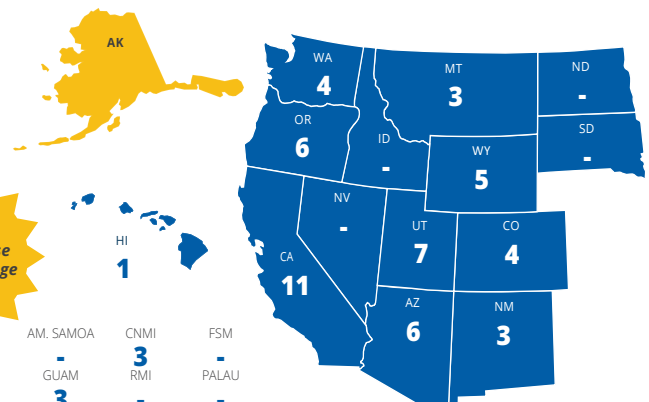 AK
WA
4
MT
3
ND
-
OR
6
ID
-
SD
-
WY
5
NV
-
UT
7
CO
4
HI
1
CA
11
AZ
6
NM
3
AM. SAMOA CNMI FSM
- 3 -
GUAM RMI PALAU
3 - -